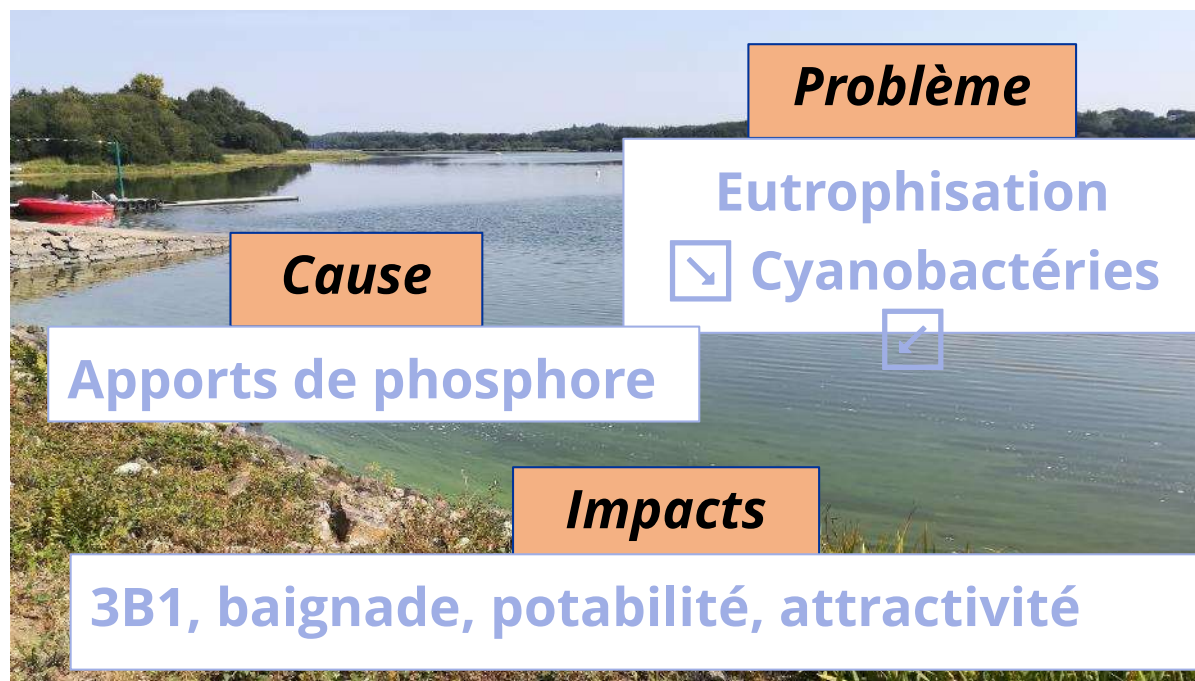 Problème
Eutrophisation
↘ Cyanobactéries
↙
Cause
Apports de phosphore
Impacts
3B1, baignade, potabilité, attractivité